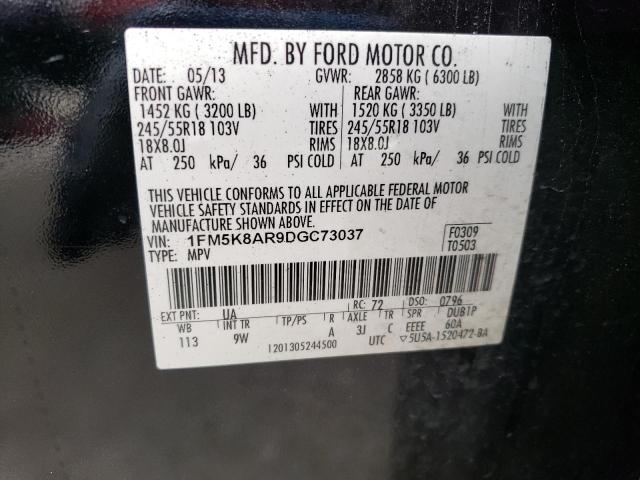 MFD. BY FORD MOTOR CO.
DATE: 05/13 GVWR: 2858 KG ( 6300 LB)
FRONT GAWR: REAR GAWR:
1452 KG ( 3200 LB) WITH 1520 KG ( 3350 LB) WITH
245/55R18 103V TIRES 245/55R18 103V TIRES
18X8.0J RIMS 18X8.0J RIMS
AT 250 kPa/ 36 PSI COLD AT 250 kPa/ 36 PSI COLD
THIS VEHICLE CONFORMS TO ALL APPLICABLE FEDERAL MOTOR
VEHICLE SAFETY STANDARDS IN EFFECT ON THE DATE OF
MANUFACTURE SHOWN ABOVE.
VIN: 1FM5K8AR9DGC73037 F0309
TYPE: MPV T0503
EXT PNT: UA RC: 72 DSO: 0796
WB INT TR TP/PS R AXLE TR SPR DUB1P
113 9W A 3J C EEEE 60A
1201305244500 UTC ▽5U5A-1520472-BA